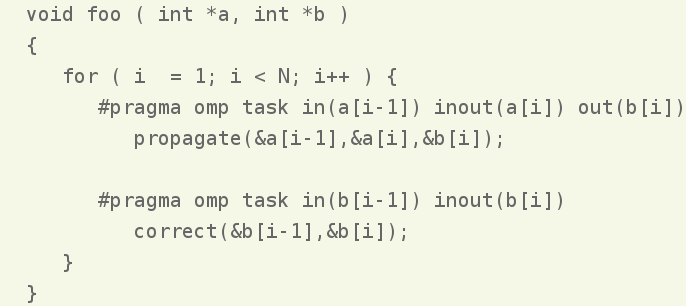 void foo ( int *a, int *b )
{
   for ( i  = 1; i < N; i++ ) {
      #pragma omp task in(a[i-1]) inout(a[i]) out(b[i])
         propagate(&a[i-1],&a[i],&b[i]);

      #pragma omp task in(b[i-1]) inout(b[i])
         correct(&b[i-1],&b[i]);
   }
}